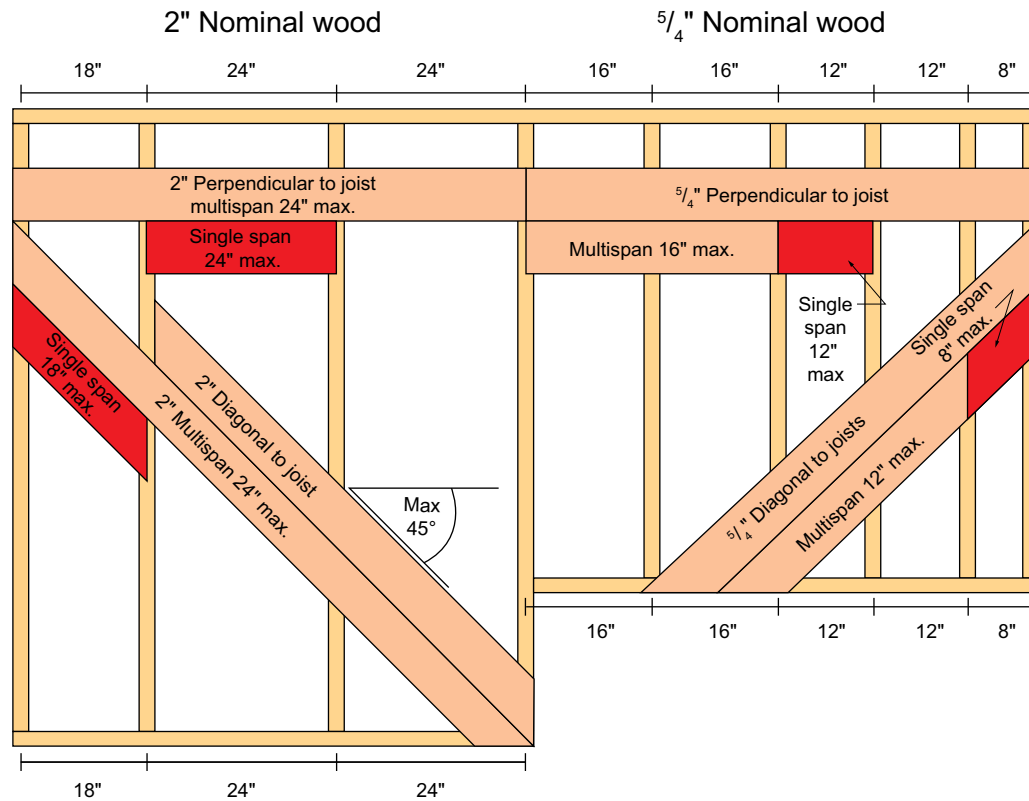 2" Nominal wood
5/4" Nominal wood
18" 24" 24" 16" 16" 12" 12" 8"
2" Perpendicular to joist
multispan 24" max.
5/4" Perpendicular to joist
Single span
24" max.
Multispan 16" max.
Single
span
12"
max
Single span
8" max.
Single span
18" max.
2" Diagonal to joist
2" Multispan 24" max.
Max
45°
5/4" Diagonal to joists
Multispan 12" max.
16" 16" 12" 12" 8"
18" 24" 24"